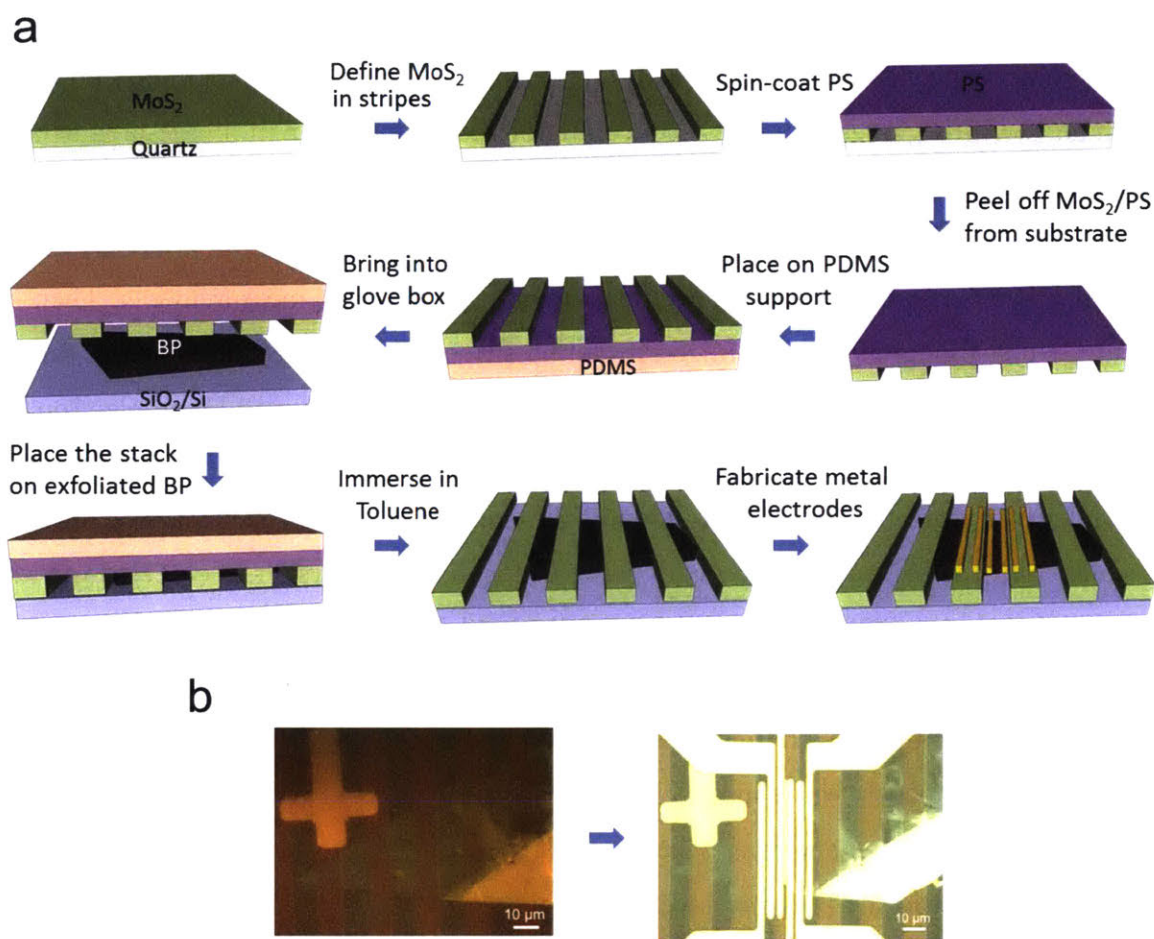 a
MoS₂
Quartz
Define MoS₂
in stripes
Spin-coat PS
PS
Peel off MoS₂/PS
from substrate
Place on PDMS
support
PDMS
Bring into
glove box
BP
SiO₂/Si
Place the stack
on exfoliated BP
Immerse in
Toluene
Fabricate metal
electrodes
b
10 µm
10 µm